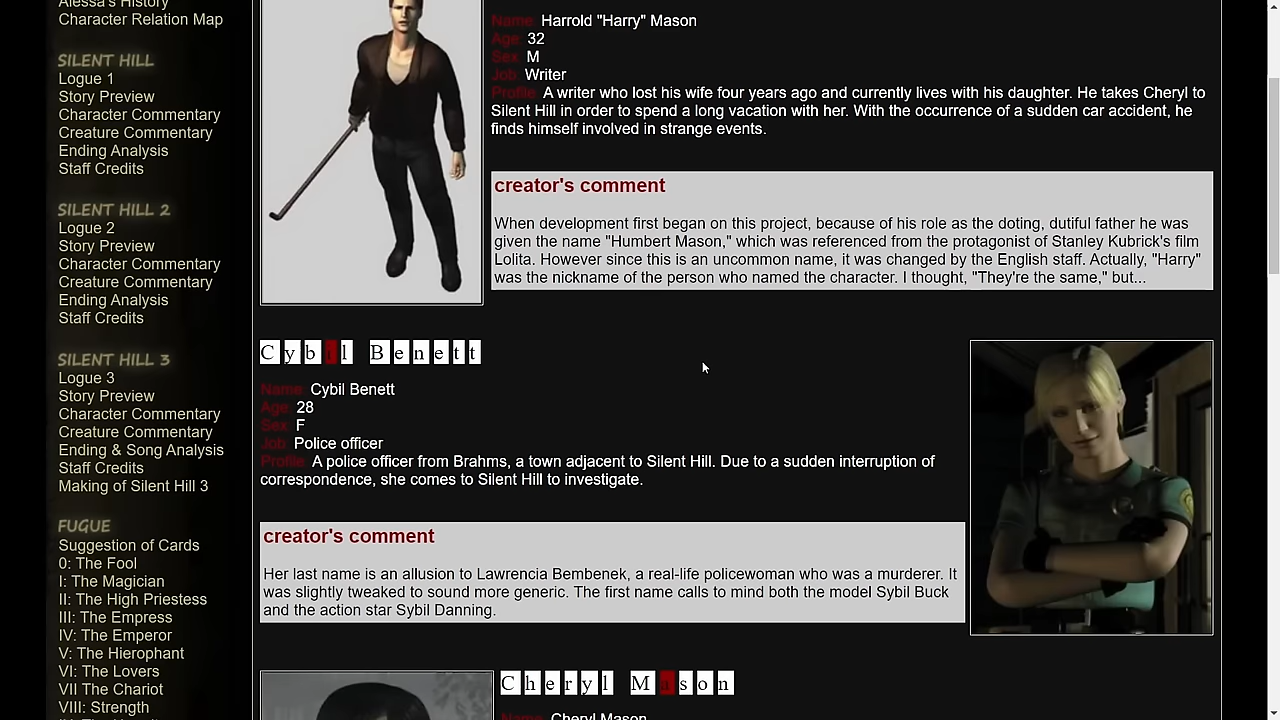 Alessa's History
Character Relation Map
SILENT HILL
Logue 1
Story Preview
Character Commentary
Creature Commentary
Ending Analysis
Staff Credits
SILENT HILL 2
Logue 2
Story Preview
Character Commentary
Creature Commentary
Ending Analysis
Staff Credits
SILENT HILL 3
Logue 3
Story Preview
Character Commentary
Creature Commentary
Ending & Song Analysis
Staff Credits
Making of Silent Hill 3
FUGUE
Suggestion of Cards
0: The Fool
I: The Magician
II: The High Priestess
III: The Empress
IV: The Emperor
V: The Hierophant
VI: The Lovers
VII The Chariot
VIII: Strength
Name: Harrold "Harry" Mason
Age: 32
Sex: M
Job: Writer
Profile: A writer who lost his wife four years ago and currently lives with his daughter. He takes Cheryl to
Silent Hill in order to spend a long vacation with her. With the occurrence of a sudden car accident, he
finds himself involved in strange events.
creator's comment
When development first began on this project, because of his role as the doting, dutiful father he was
given the name "Humbert Mason," which was referenced from the protagonist of Stanley Kubrick's film
Lolita. However since this is an uncommon name, it was changed by the English staff. Actually, "Harry"
was the nickname of the person who named the character. I thought, "They're the same," but...
Cybil Benett
Name: Cybil Benett
Age: 28
Sex: F
Job: Police officer
Profile: A police officer from Brahms, a town adjacent to Silent Hill. Due to a sudden interruption of
correspondence, she comes to Silent Hill to investigate.
creator's comment
Her last name is an allusion to Lawrencia Bembenek, a real-life policewoman who was a murderer. It
was slightly tweaked to sound more generic. The first name calls to mind both the model Sybil Buck
and the action star Sybil Danning.
Cheryl Mason
Name: Cheryl Mason